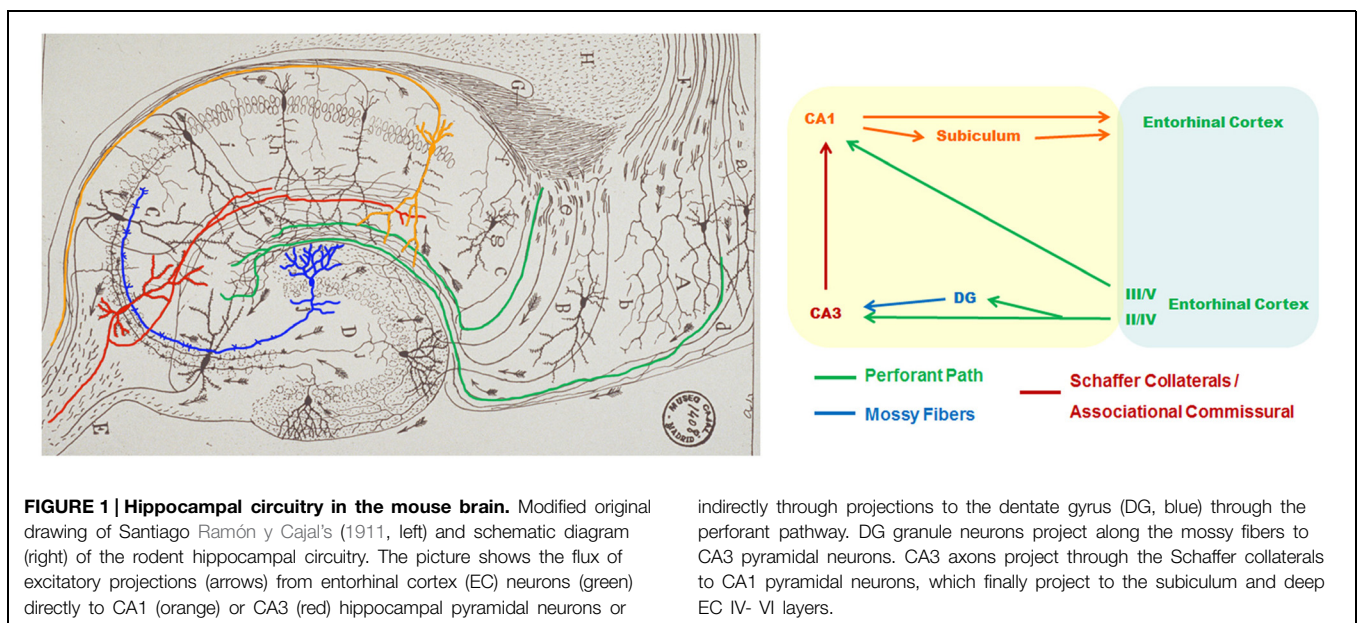 H
G
F
r
h
K
f
g
e
C
c
A
a
B
b
D
d
E
MUSEO CAJAL
MADRID
CA1
Subiculum
Entorhinal Cortex
III/V
Entorhinal Cortex
DG
CA3
II/IV
Perforant Path
Schaffer Collaterals /
Mossy Fibers
Associational Commissural
FIGURE 1 | Hippocampal circuitry in the mouse brain. Modified original
drawing of Santiago Ramón y Cajal's (1911, left) and schematic diagram
(right) of the rodent hippocampal circuitry. The picture shows the flux of
excitatory projections (arrows) from entorhinal cortex (EC) neurons (green)
directly to CA1 (orange) or CA3 (red) hippocampal pyramidal neurons or
indirectly through projections to the dentate gyrus (DG, blue) through the
perforant pathway. DG granule neurons project along the mossy fibers to
CA3 pyramidal neurons. CA3 axons project through the Schaffer collaterals
to CA1 pyramidal neurons, which finally project to the subiculum and deep
EC IV- VI layers.